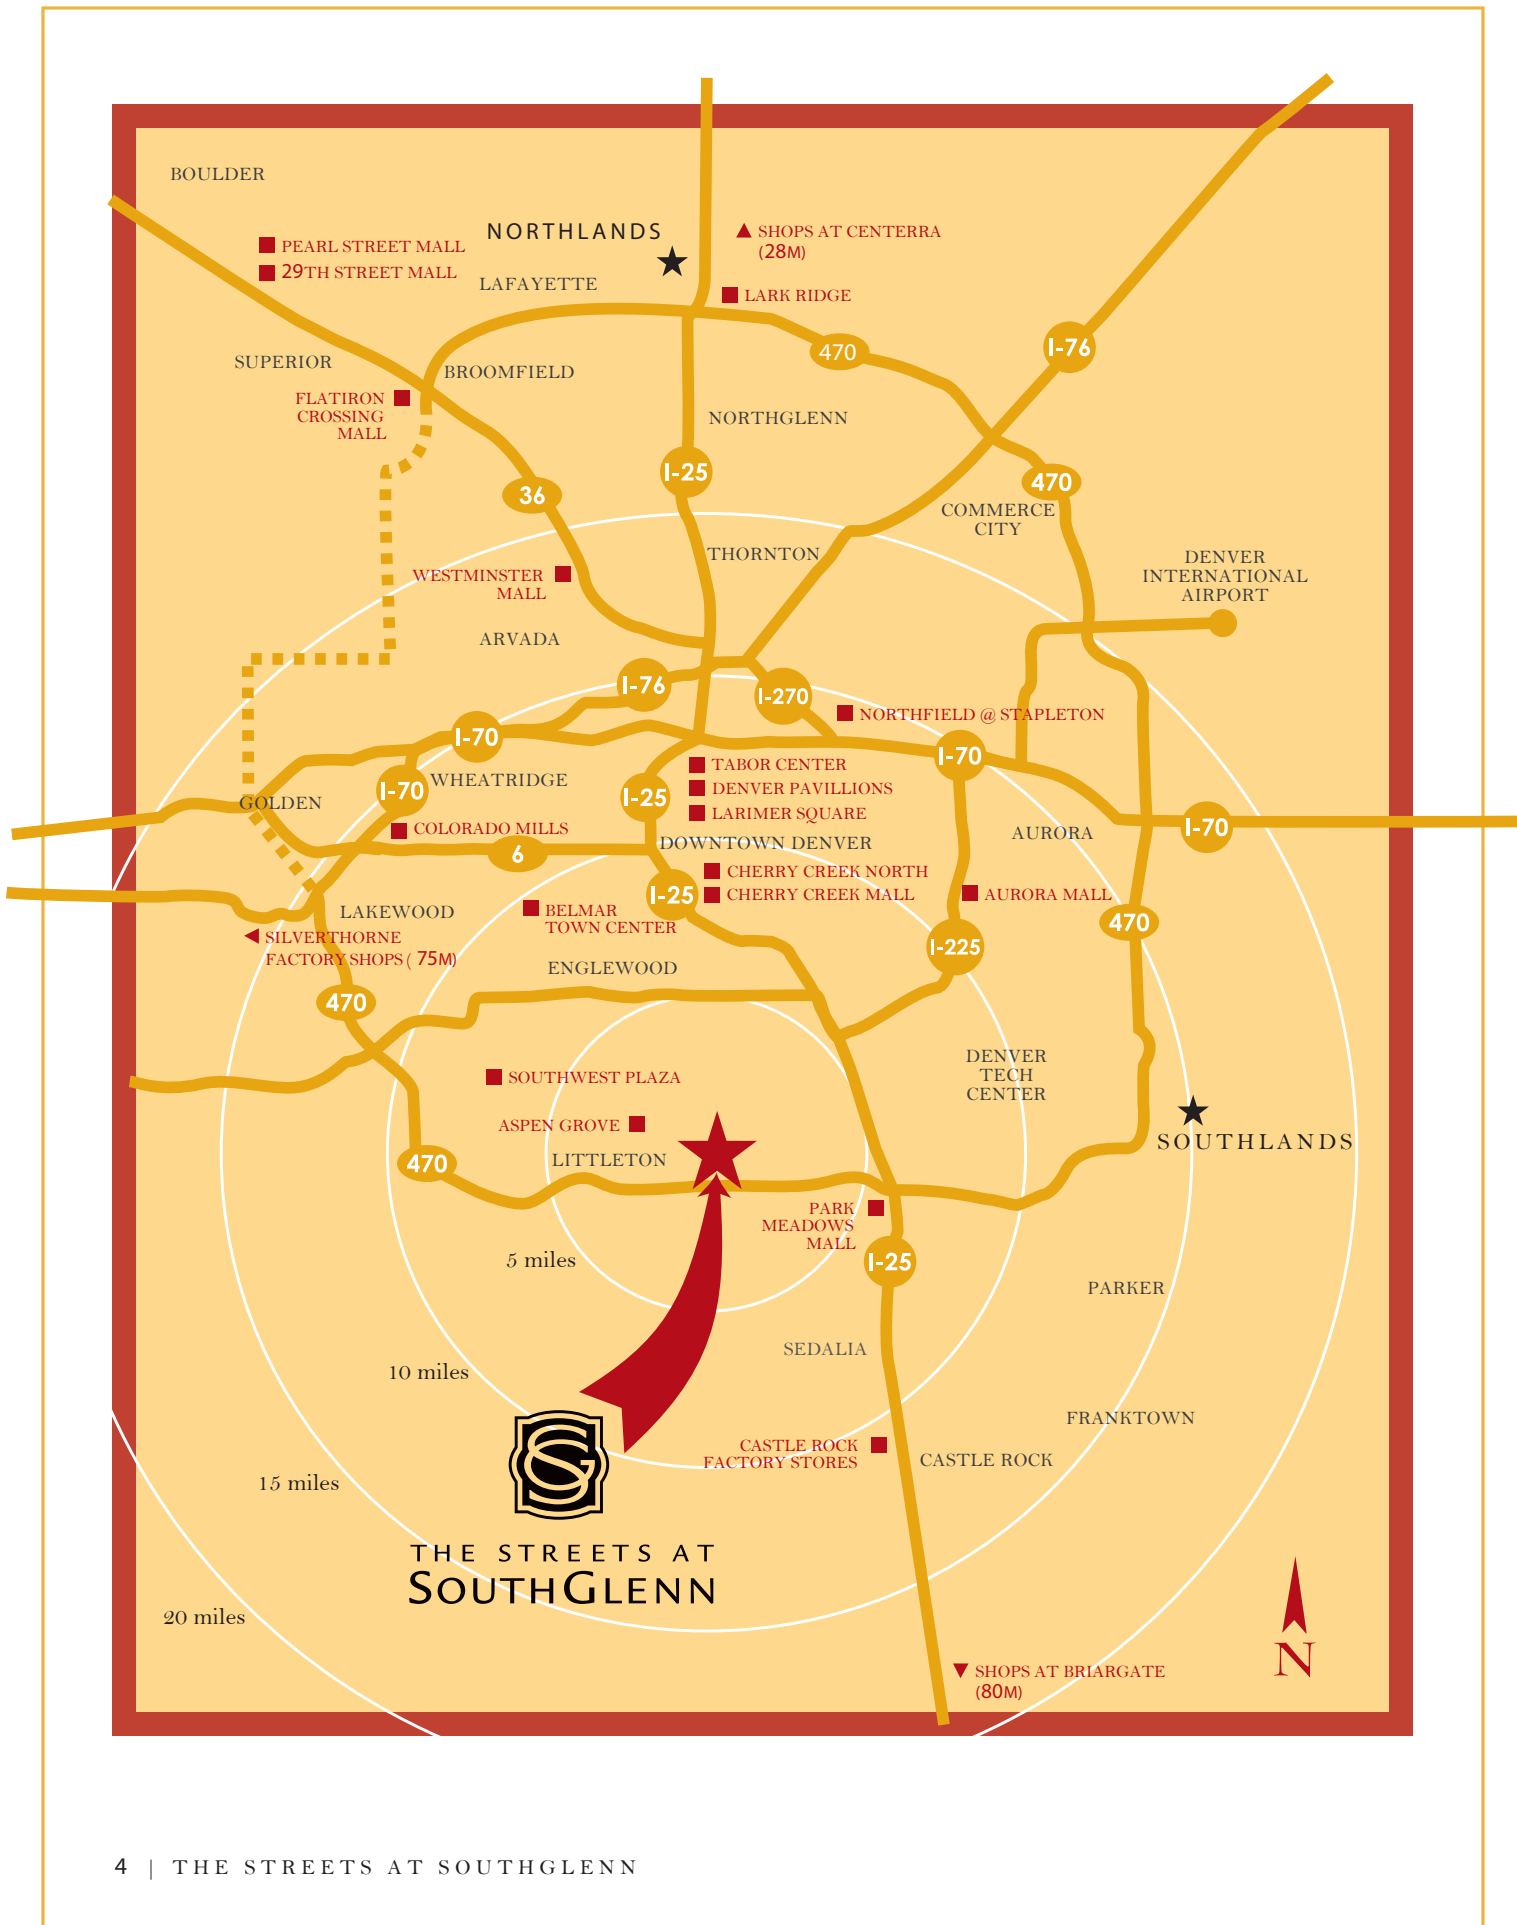 BOULDER
NORTHLANDS
▲ SHOPS AT CENTERRA
(28M)
PEARL STREET MALL
29TH STREET MALL
LAFAYETTE
LARK RIDGE
470
I-76
SUPERIOR
BROOMFIELD
FLATIRON
CROSSING
MALL
NORTHGLENN
I-25
470
36
COMMERCE
CITY
THORNTON
DENVER
INTERNATIONAL
AIRPORT
WESTMINSTER
MALL
ARVADA
I-76
I-270
NORTHFIELD @ STAPLETON
I-70
I-70
TABOR CENTER
WHEATRIDGE
DENVER PAVILLIONS
I-70
I-25
GOLDEN
LARIMER SQUARE
COLORADO MILLS
I-70
AURORA
DOWNTOWN DENVER
6
CHERRY CREEK NORTH
CHERRY CREEK MALL
I-25
AURORA MALL
LAKEWOOD
BELMAR
TOWN CENTER
470
◄ SILVERTHORNE
FACTORY SHOPS ( 75M)
I-225
ENGLEWOOD
470
DENVER
TECH
CENTER
SOUTHWEST PLAZA
ASPEN GROVE
SOUTHLANDS
LITTLETON
470
PARK
MEADOWS
MALL
5 miles
I-25
PARKER
SEDALIA
10 miles
FRANKTOWN
CASTLE ROCK
FACTORY STORES
CASTLE ROCK
SG
15 miles
THE STREETS AT
SOUTHGLENN
20 miles
N
▼ SHOPS AT BRIARGATE
(80M)
4 | THE STREETS AT SOUTHGLENN